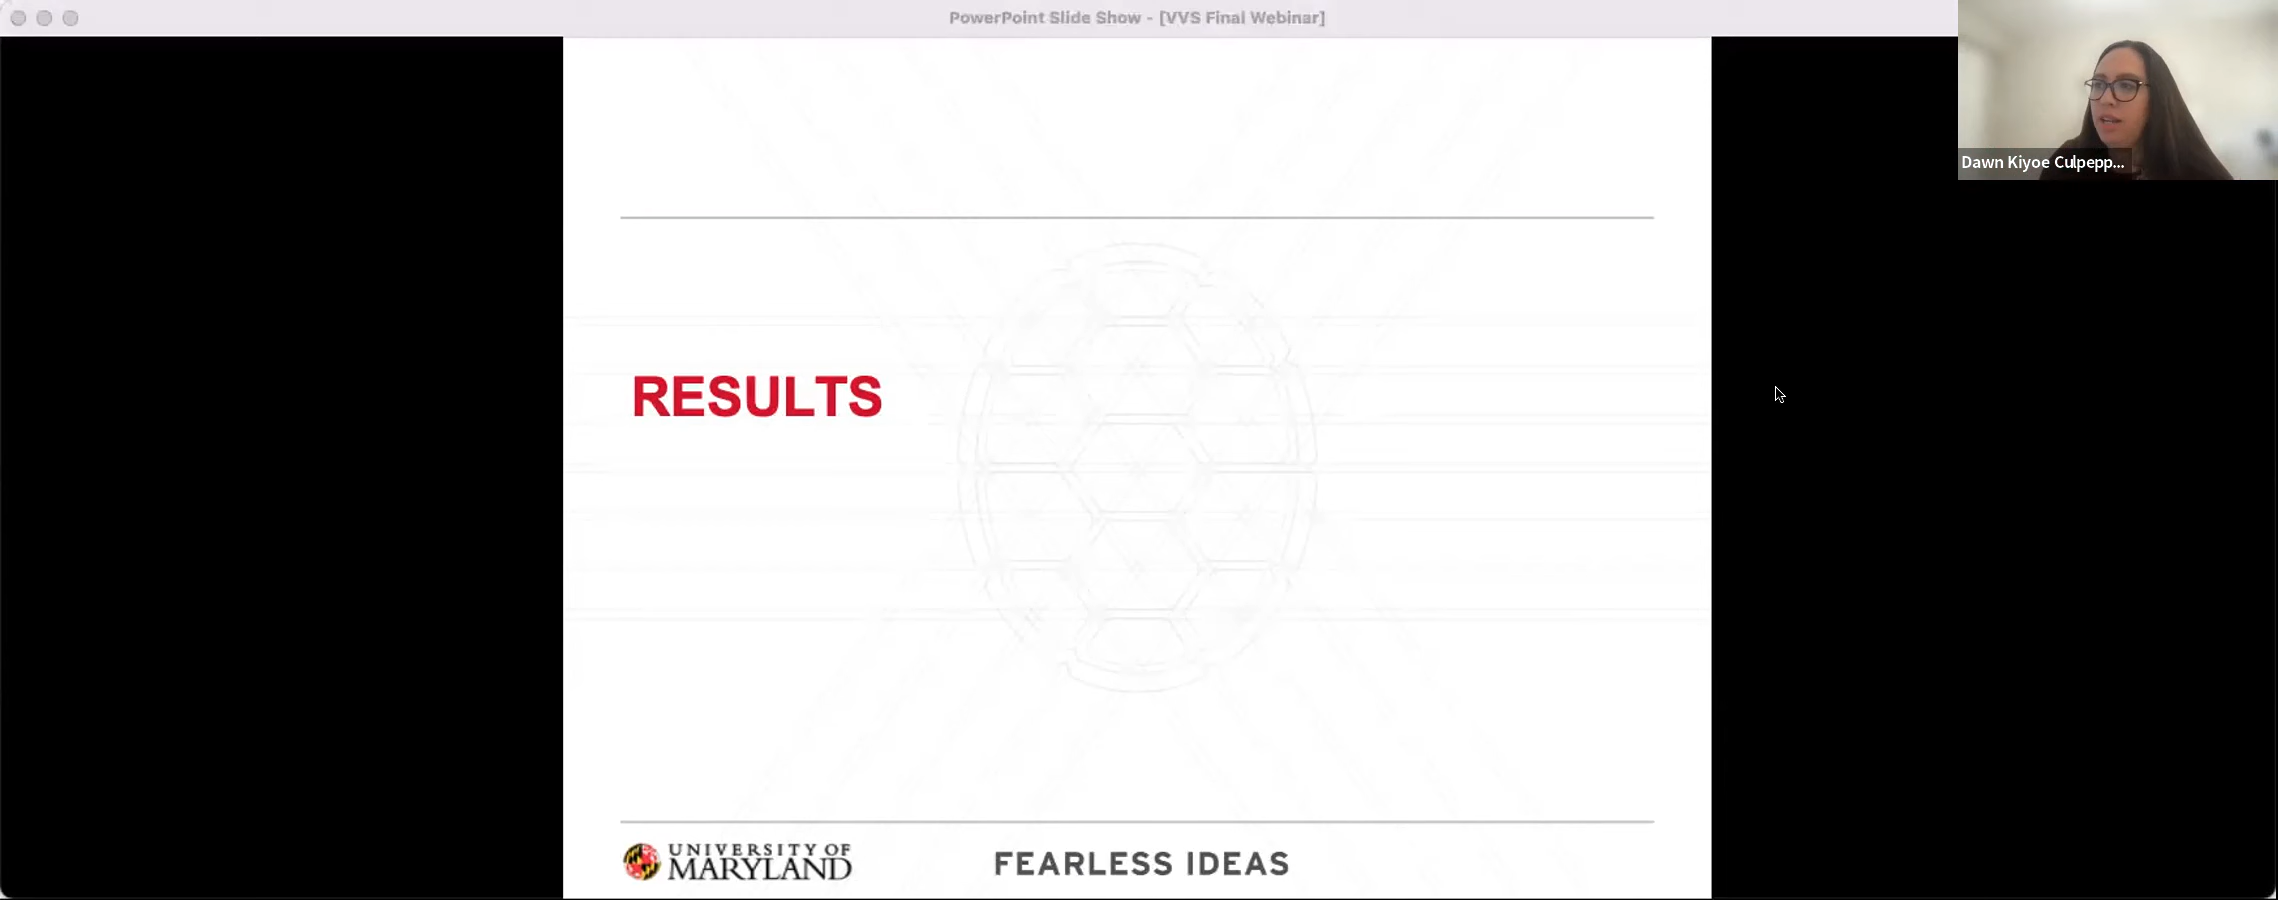 PowerPoint Slide Show - [VVS Final Webinar]
Dawn Kiyoe Culpepp...
RESULTS
UNIVERSITY OF
MARYLAND
FEARLESS IDEAS